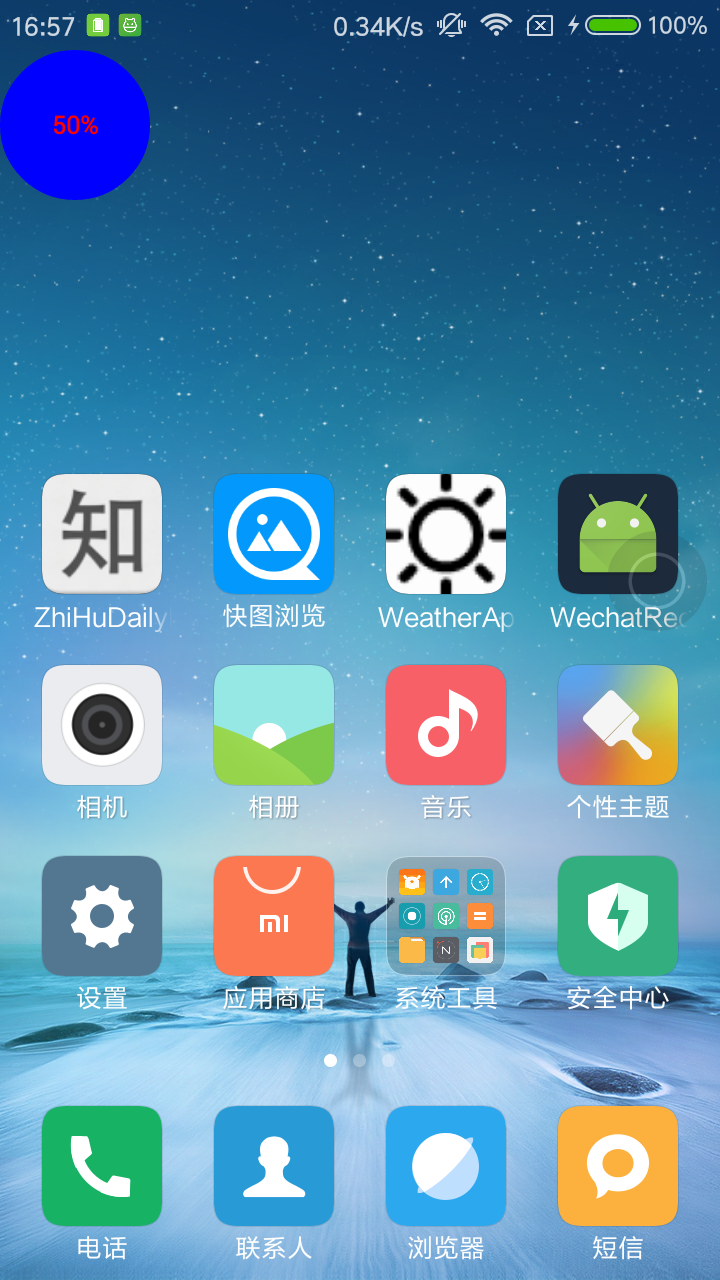 16:57 0.34K/s 100%
50%
知
ZhiHuDaily 快图浏览 WeatherAp WechatRec
相机 相册 音乐 个性主题
mi N
设置 应用商店 系统工具 安全中心
电话 联系人 浏览器 短信